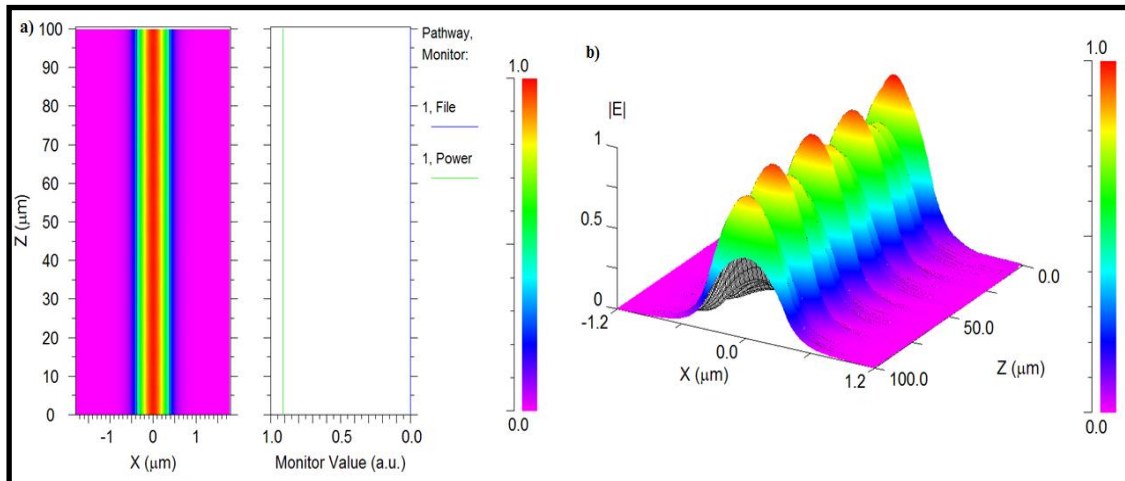 a)
100
90
80
70
60
50
40
30
20
10
0
Z (μm)
-1 0 1
X (μm)
1.0 0.5 0.0
Monitor Value (a.u.)
Pathway,
Monitor:
1, File
1, Power
1.0
0.0
b)
|E|
1
0.5
0
-1.2
0.0
1.2
X (μm)
0.0
50.0
100.0
Z (μm)
1.0
0.0